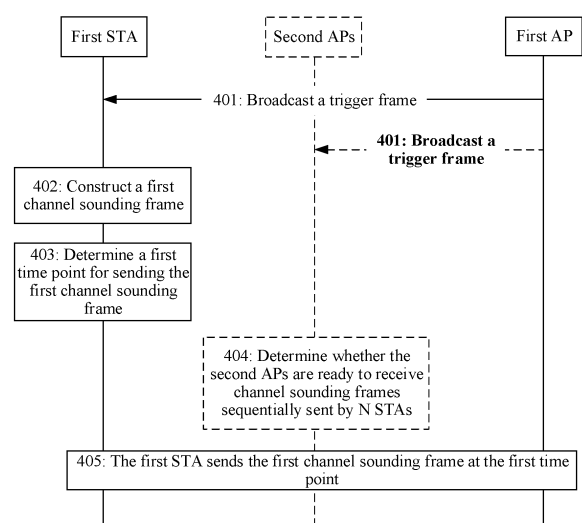 First STA
Second APs
First AP
401: Broadcast a trigger frame
401: Broadcast a
trigger frame
402: Construct a first
channel sounding frame
403: Determine a first
time point for sending the
first channel sounding
frame
404: Determine whether the
second APs are ready to receive
channel sounding frames
sequentially sent by N STAs
405: The first STA sends the first channel sounding frame at the first time
point